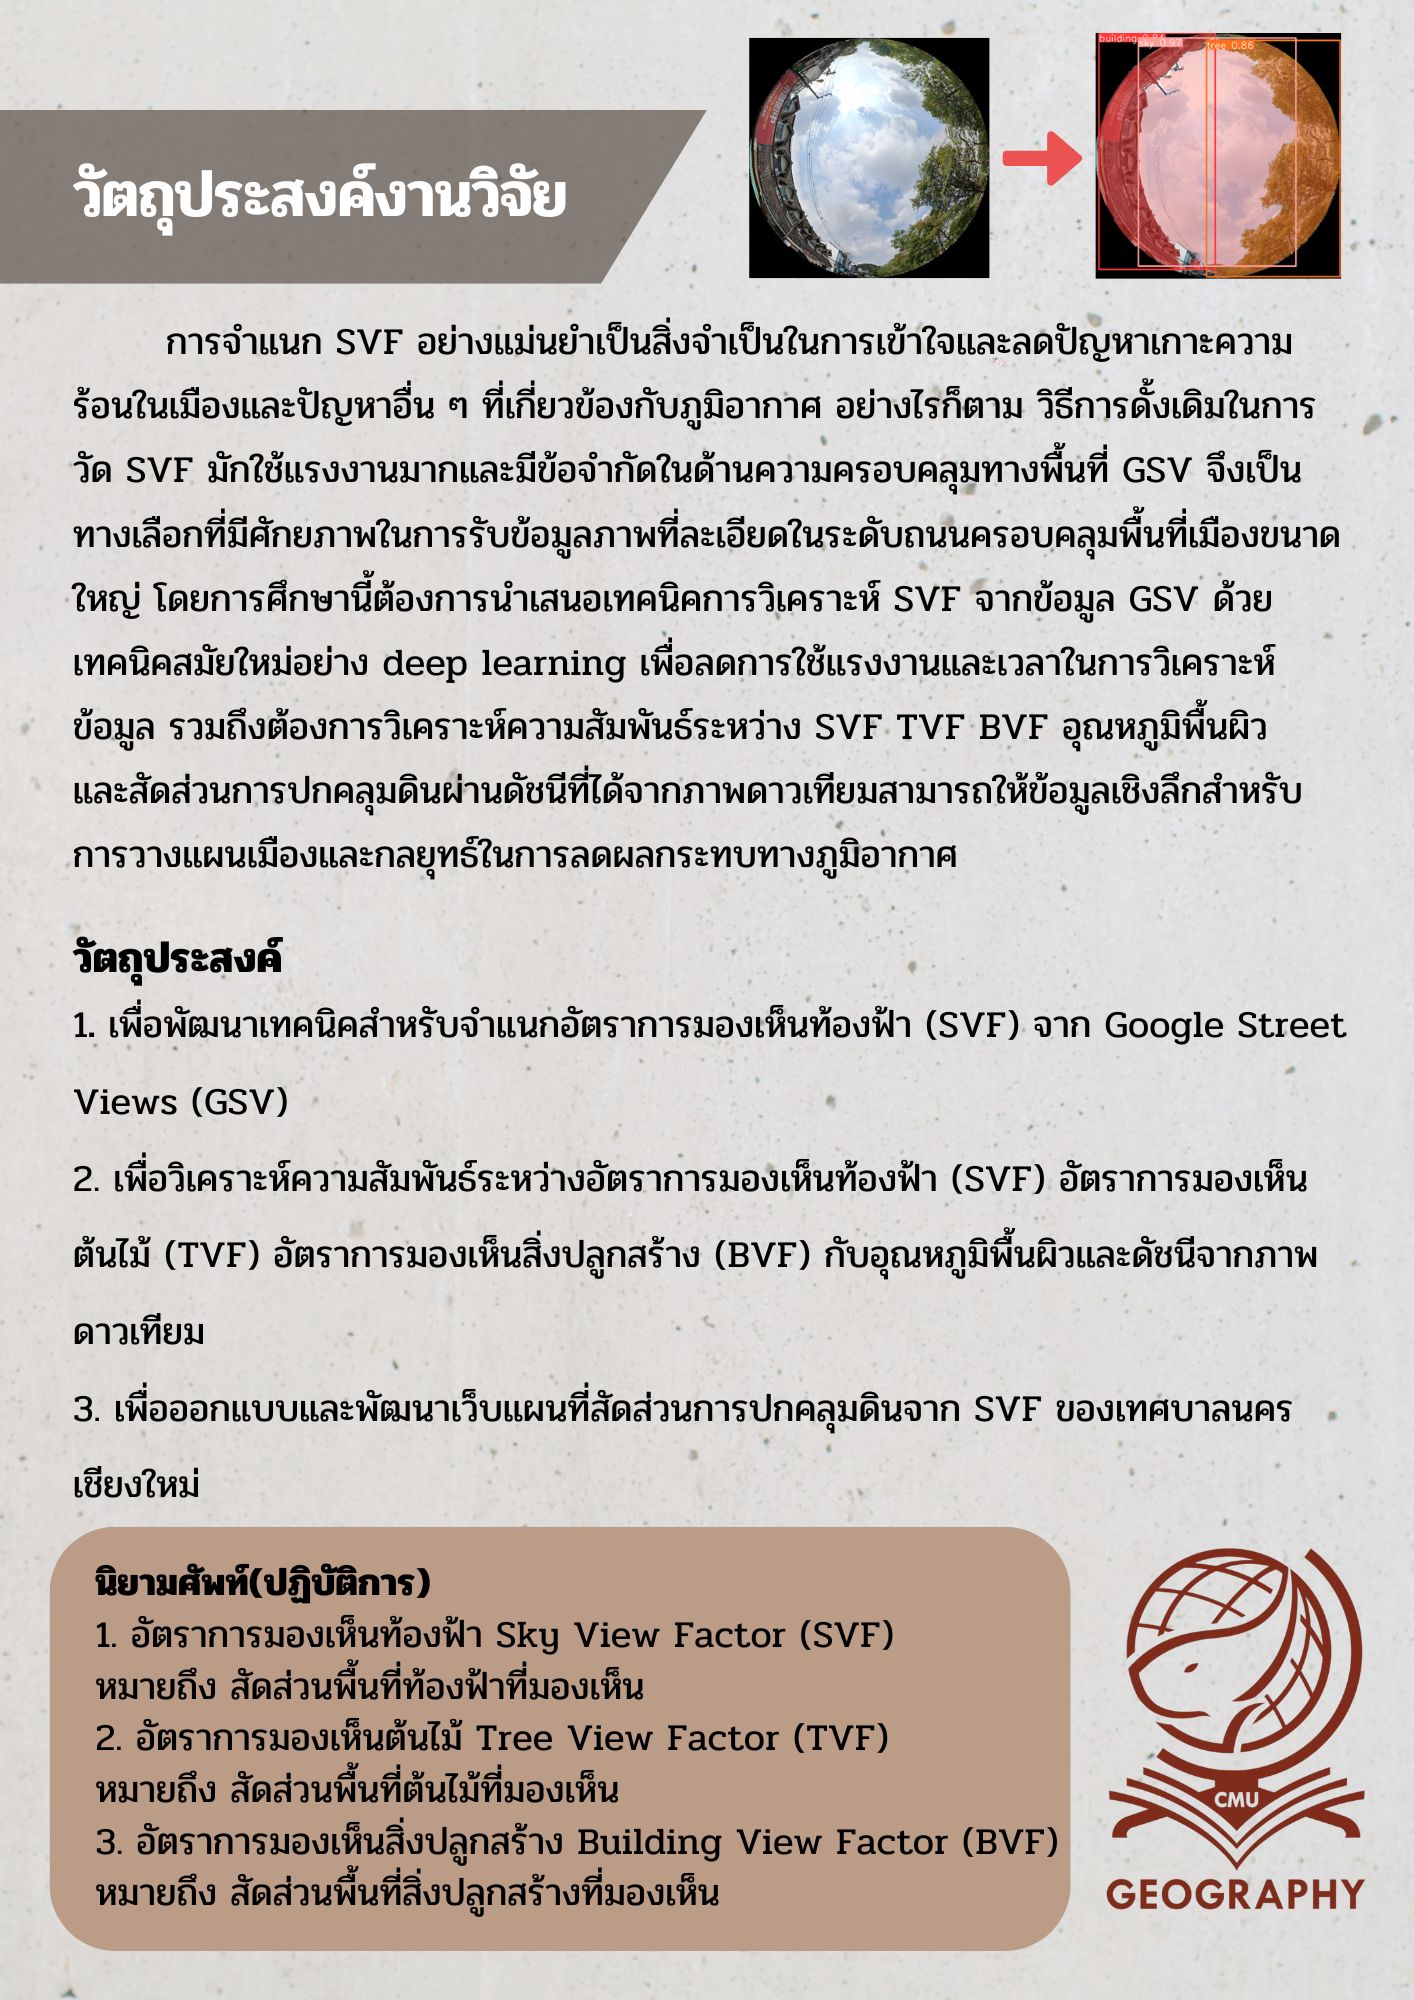 building
sky 0.97
tree 0.86
วัตถุประสงค์งานวิจัย
การจำแนก SVF อย่างแม่นยำเป็นสิ่งจำเป็นในการเข้าใจและลดปัญหาเกาะความ
ร้อนในเมืองและปัญหาอื่น ๆ ที่เกี่ยวข้องกับภูมิอากาศ อย่างไรก็ตาม วิธีการดั้งเดิมในการ
วัด SVF มักใช้แรงงานมากและมีข้อจำกัดในด้านความครอบคลุมทางพื้นที่ GSV จึงเป็น
ทางเลือกที่มีศักยภาพในการรับข้อมูลภาพที่ละเอียดในระดับถนนครอบคลุมพื้นที่เมืองขนาด
ใหญ่ โดยการศึกษานี้ต้องการนำเสนอเทคนิคการวิเคราะห์ SVF จากข้อมูล GSV ด้วย
เทคนิคสมัยใหม่อย่าง deep learning เพื่อลดการใช้แรงงานและเวลาในการวิเคราะห์
ข้อมูล รวมถึงต้องการวิเคราะห์ความสัมพันธ์ระหว่าง SVF TVF BVF อุณหภูมิพื้นผิว
และสัดส่วนการปกคลุมดินผ่านดัชนีที่ได้จากภาพดาวเทียมสามารถให้ข้อมูลเชิงลึกสำหรับ
การวางแผนเมืองและกลยุทธ์ในการลดผลกระทบทางภูมิอากาศ
วัตถุประสงค์
1. เพื่อพัฒนาเทคนิคสำหรับจำแนกอัตราการมองเห็นท้องฟ้า (SVF) จาก Google Street
Views (GSV)
2. เพื่อวิเคราะห์ความสัมพันธ์ระหว่างอัตราการมองเห็นท้องฟ้า (SVF) อัตราการมองเห็น
ต้นไม้ (TVF) อัตราการมองเห็นสิ่งปลูกสร้าง (BVF) กับอุณหภูมิพื้นผิวและดัชนีจากภาพ
ดาวเทียม
3. เพื่อออกแบบและพัฒนาเว็บแผนที่สัดส่วนการปกคลุมดินจาก SVF ของเทศบาลนคร
เชียงใหม่
นิยามศัพท์(ปฏิบัติการ)
1. อัตราการมองเห็นท้องฟ้า Sky View Factor (SVF)
หมายถึง สัดส่วนพื้นที่ท้องฟ้าที่มองเห็น
2. อัตราการมองเห็นต้นไม้ Tree View Factor (TVF)
หมายถึง สัดส่วนพื้นที่ต้นไม้ที่มองเห็น
3. อัตราการมองเห็นสิ่งปลูกสร้าง Building View Factor (BVF)
หมายถึง สัดส่วนพื้นที่สิ่งปลูกสร้างที่มองเห็น
CMU
GEOGRAPHY